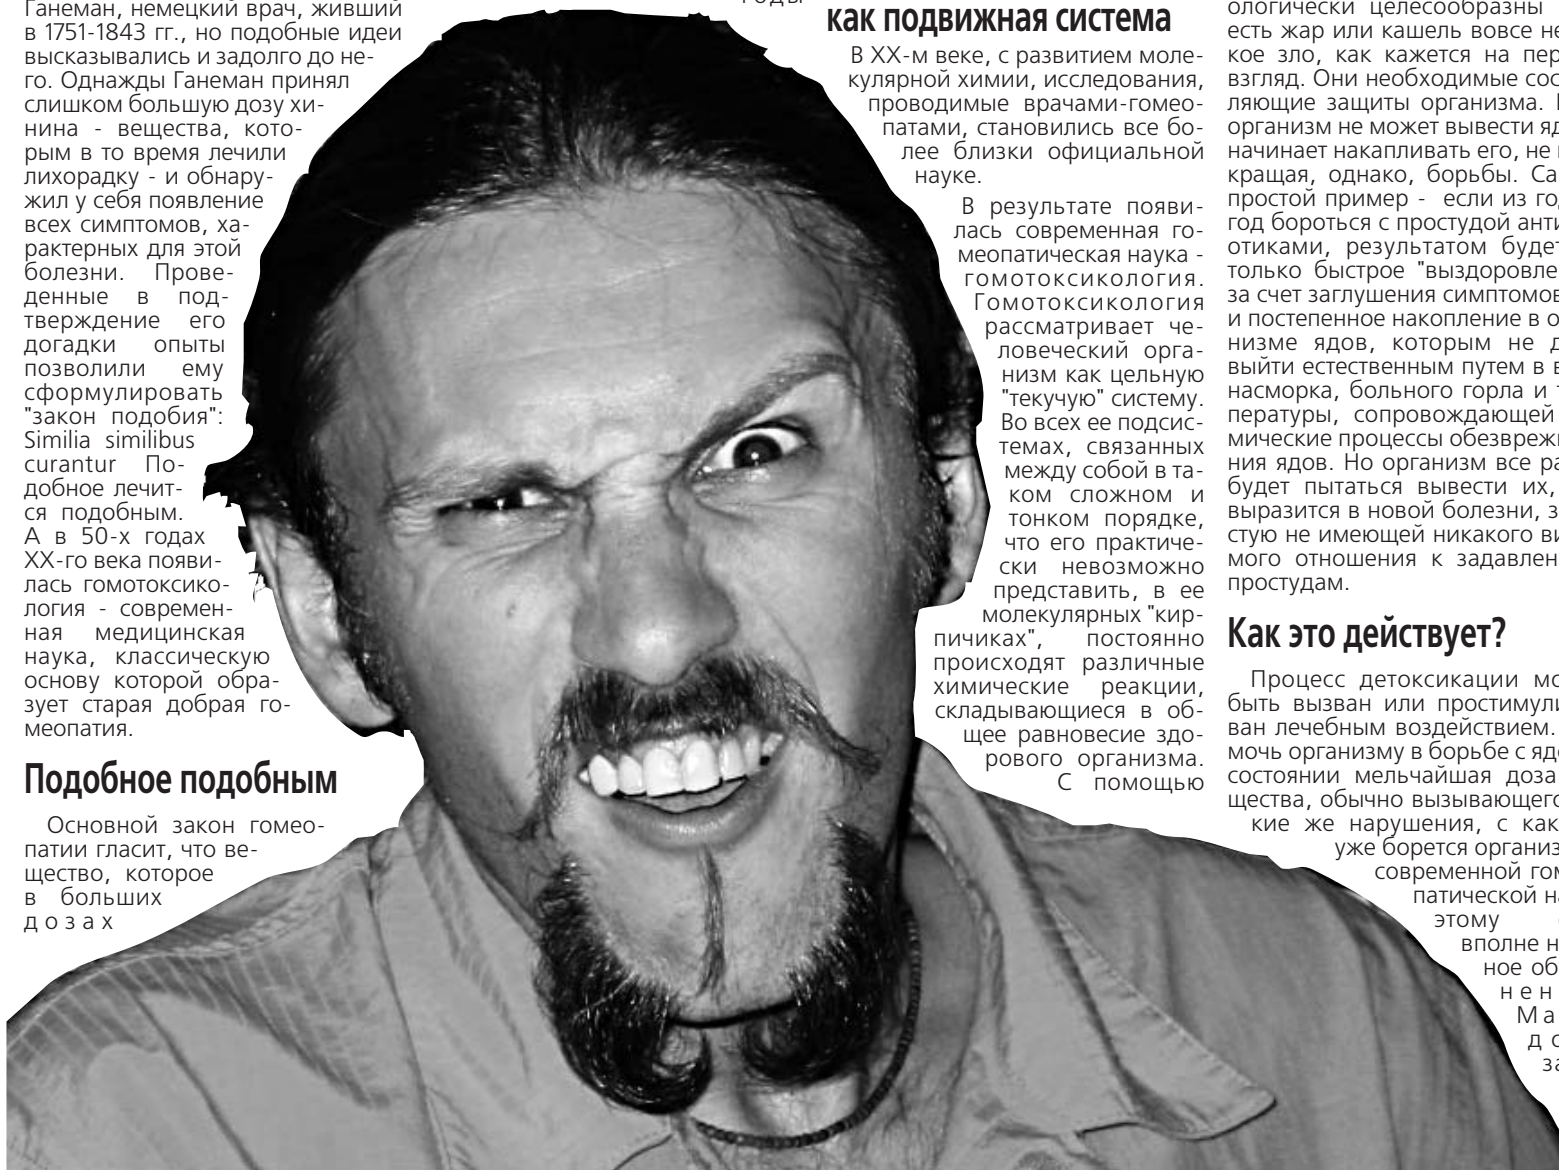 Ганеман, немецкий врач, живший
в 1751-1843 гг., но подобные идеи
высказывались и задолго до не-
го. Однажды Ганеман принял
слишком большую дозу хи-
нина - вещества, кото-
рым в то время лечили
лихорадку - и обнару-
жил у себя появление
всех симптомов, ха-
рактерных для этой
болезни. Прове-
денные в под-
тверждение его
догадки опыты
позволили ему
сформулировать
"закон подобия":
Similia similibus
curantur По-
добное лечит-
ся подобным.
А в 50-х годах
XX-го века появи-
лась гомотоксико-
логия - современ-
ная медицинская
наука, классическую
основу которой обра-
зует старая добрая го-
меопатия.
Подобное подобным
Основной закон гомео-
патии гласит, что ве-
щество, которое
в больших
дозах
как подвижная система
В XX-м веке, с развитием моле-
кулярной химии, исследования,
проводимые врачами-гомео-
патами, становились все бо-
лее близки официальной
науке.
В результате появи-
лась современная го-
меопатическая наука -
гомотоксикология.
Гомотоксикология
рассматривает че-
ловеческий орга-
низм как цельную
"текучую" систему.
Во всех ее подсис-
темах, связанных
между собой в та-
ком сложном и
тонком порядке,
что его практиче-
ски невозможно
представить, в ее
молекулярных "кир-
пичиках", постоянно
происходят различные
химические реакции,
складывающиеся в об-
щее равновесие здо-
рового организма.
С помощью
ологически целесообразны
есть жар или кашель вовсе не
кое зло, как кажется на пер
взгляд. Они необходимые сос
ляющие защиты организма.
организм не может вывести яд
начинает накапливать его, не
кращая, однако, борьбы. Са
простой пример - если из го
год бороться с простудой анти
отиками, результатом будет
только быстрое "выздоровле
за счет заглушения симптомов
и постепенное накопление в о
низме ядов, которым не д
выйти естественным путем в в
насморка, больного горла и т
пературы, сопровождающей
мические процессы обезврежи
ния ядов. Но организм все ра
будет пытаться вывести их,
выразится в новой болезни, з
стую не имеющей никакого ви
мого отношения к задавлен
простудам.
Как это действует?
Процесс детоксикации мо
быть вызван или простимули
ван лечебным воздействием.
мочь организму в борьбе с яд
состоянии мельчайшая доза
щества, обычно вызывающего
кие же нарушения, с как
уже борется организ
современной гом
патической на
этому
вполне н
ное об
нен
Ма
до
за